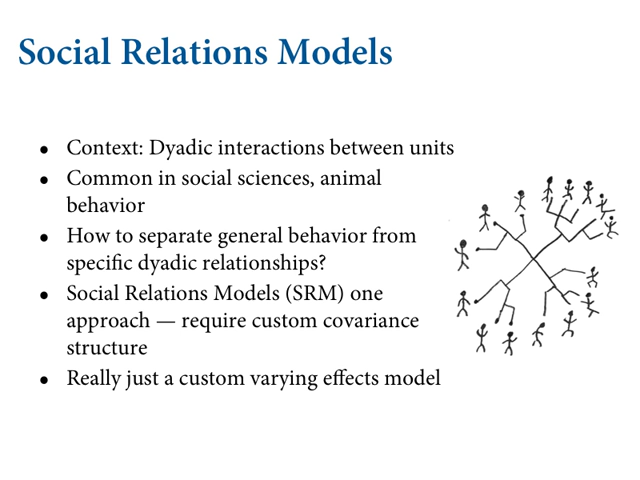 Social Relations Models
• Context: Dyadic interactions between units
• Common in social sciences, animal
behavior
• How to separate general behavior from
specific dyadic relationships?
• Social Relations Models (SRM) one
approach — require custom covariance
structure
• Really just a custom varying effects model